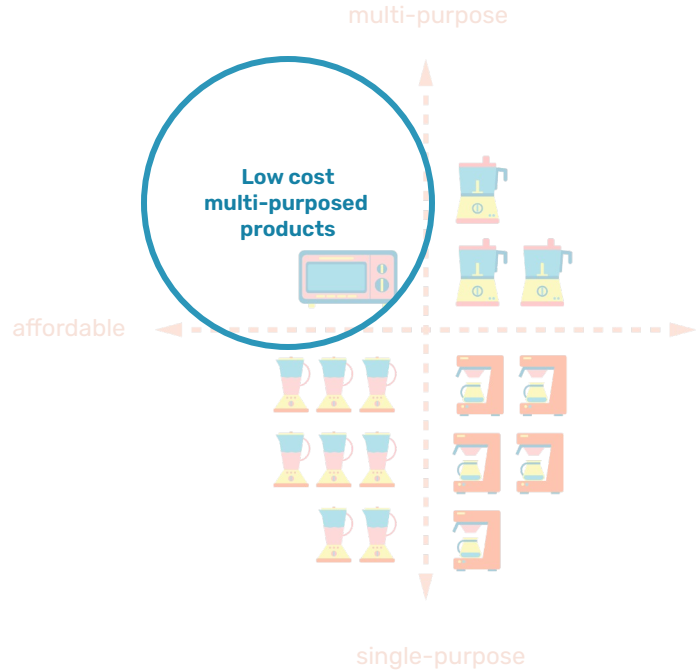 multi-purpose
Low cost
multi-purposed
products
affordable
single-purpose